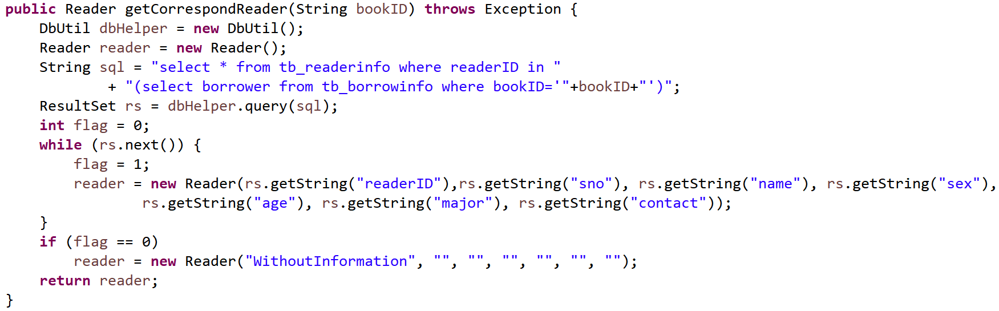 public Reader getCorrespondReader(String bookID) throws Exception {
    DbUtil dbHelper = new DbUtil();
    Reader reader = new Reader();
    String sql = "select * from tb_readerinfo where readerID in "
            + "(select borrower from tb_borrowinfo where bookID='"+bookID+"')";
    ResultSet rs = dbHelper.query(sql);
    int flag = 0;
    while (rs.next()) {
        flag = 1;
        reader = new Reader(rs.getString("readerID"),rs.getString("sno"), rs.getString("name"), rs.getString("sex"),
                rs.getString("age"), rs.getString("major"), rs.getString("contact"));
    }
    if (flag == 0)
        reader = new Reader("WithoutInformation", "", "", "", "", "", "");
    return reader;
}